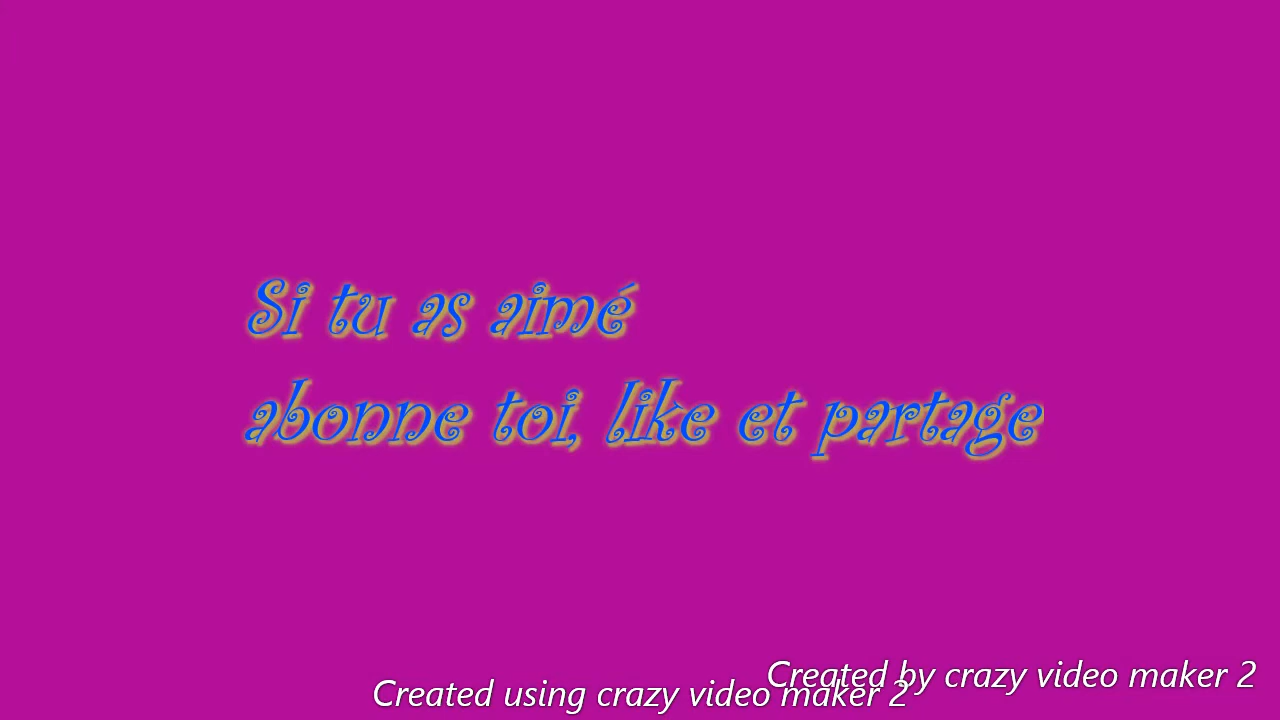 Si tu as aimé
abonne toi, like et partage
Created by crazy video maker 2
Created using crazy video maker 2